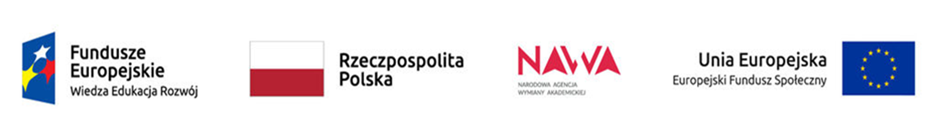 Fundusze
Europejskie
Wiedza Edukacja Rozwój
Rzeczpospolita
Polska
NAWA
NARODOWA AGENCJA
WYMIANY AKADEMICKIEJ
Unia Europejska
Europejski Fundusz Społeczny